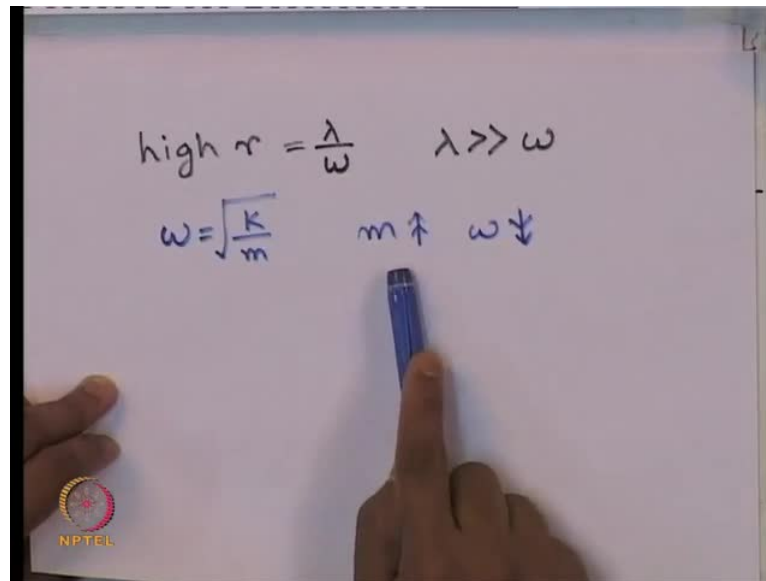 high r = λ/ω λ >> ω
ω = √(K/m) m ↑ ω ↓
NPTEL